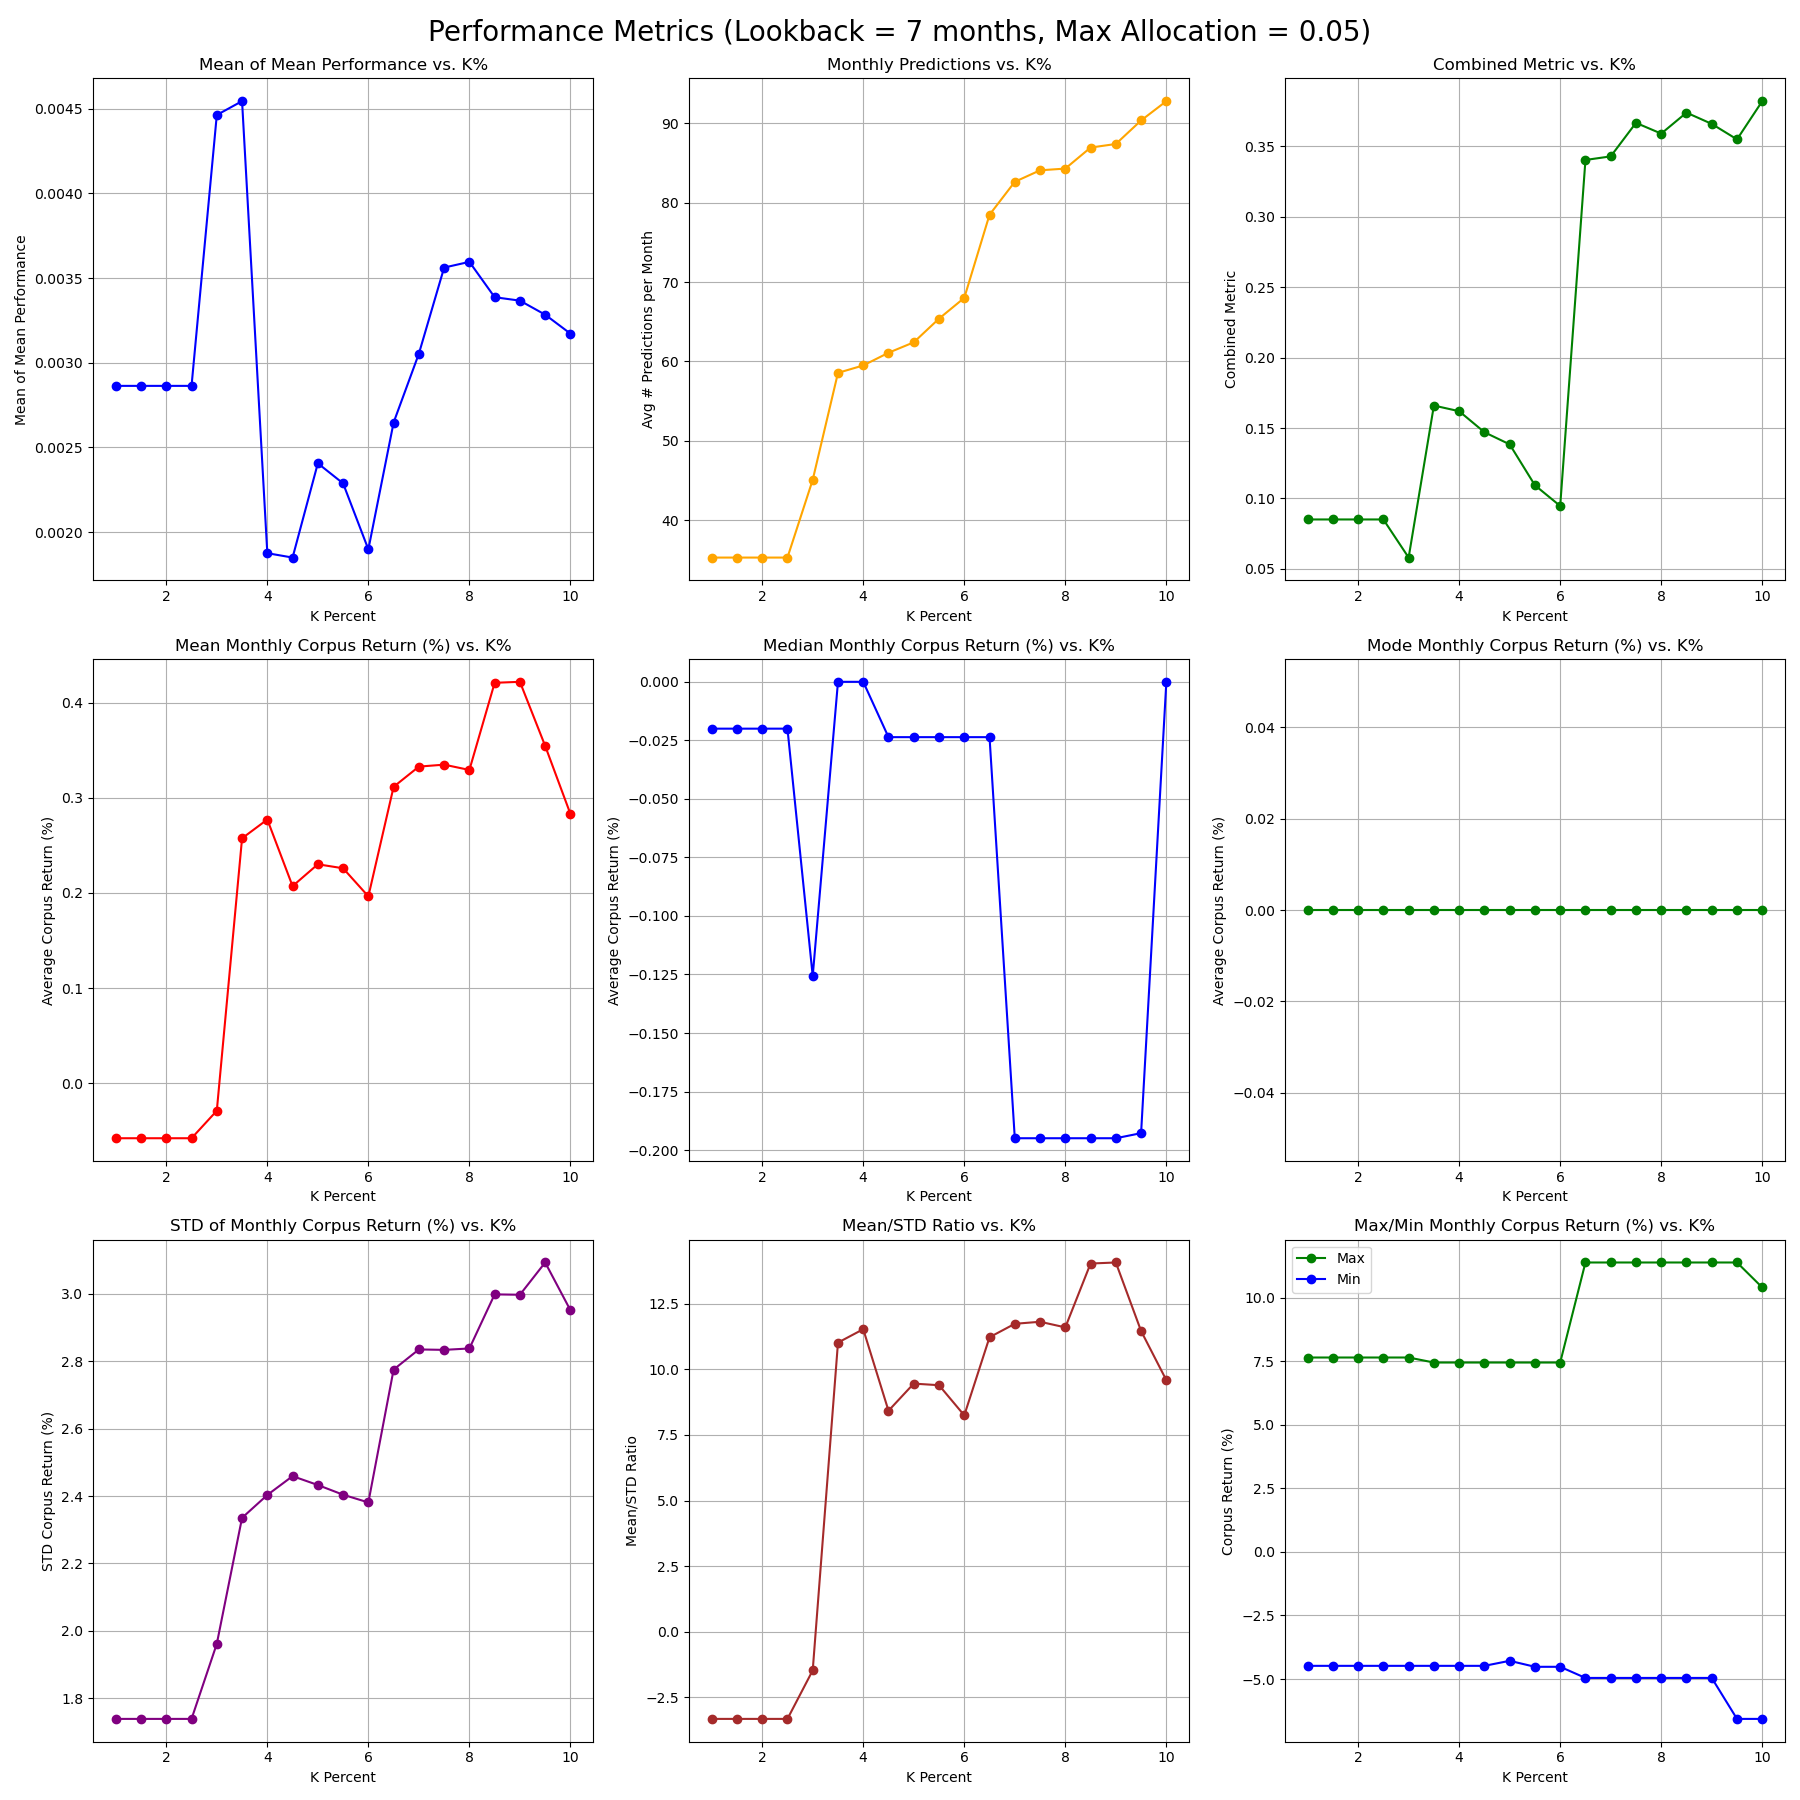 Performance Metrics (Lookback = 7 months, Max Allocation = 0.05)
Mean of Mean Performance vs. K%
Mean of Mean Performance
0.0045
0.0040
0.0035
0.0030
0.0025
0.0020
2 4 6 8 10
K Percent
Monthly Predictions vs. K%
Avg # Predictions per Month
90
80
70
60
50
40
2 4 6 8 10
K Percent
Combined Metric vs. K%
Combined Metric
0.35
0.30
0.25
0.20
0.15
0.10
0.05
2 4 6 8 10
K Percent
Mean Monthly Corpus Return (%) vs. K%
Average Corpus Return (%)
0.4
0.3
0.2
0.1
0.0
2 4 6 8 10
K Percent
Median Monthly Corpus Return (%) vs. K%
Average Corpus Return (%)
0.000
−0.025
−0.050
−0.075
−0.100
−0.125
−0.150
−0.175
−0.200
2 4 6 8 10
K Percent
Mode Monthly Corpus Return (%) vs. K%
Average Corpus Return (%)
0.04
0.02
0.00
−0.02
−0.04
2 4 6 8 10
K Percent
STD of Monthly Corpus Return (%) vs. K%
STD Corpus Return (%)
3.0
2.8
2.6
2.4
2.2
2.0
1.8
2 4 6 8 10
K Percent
Mean/STD Ratio vs. K%
Mean/STD Ratio
12.5
10.0
7.5
5.0
2.5
0.0
−2.5
2 4 6 8 10
K Percent
Max/Min Monthly Corpus Return (%) vs. K%
Max
Min
Corpus Return (%)
10.0
7.5
5.0
2.5
0.0
−2.5
−5.0
2 4 6 8 10
K Percent